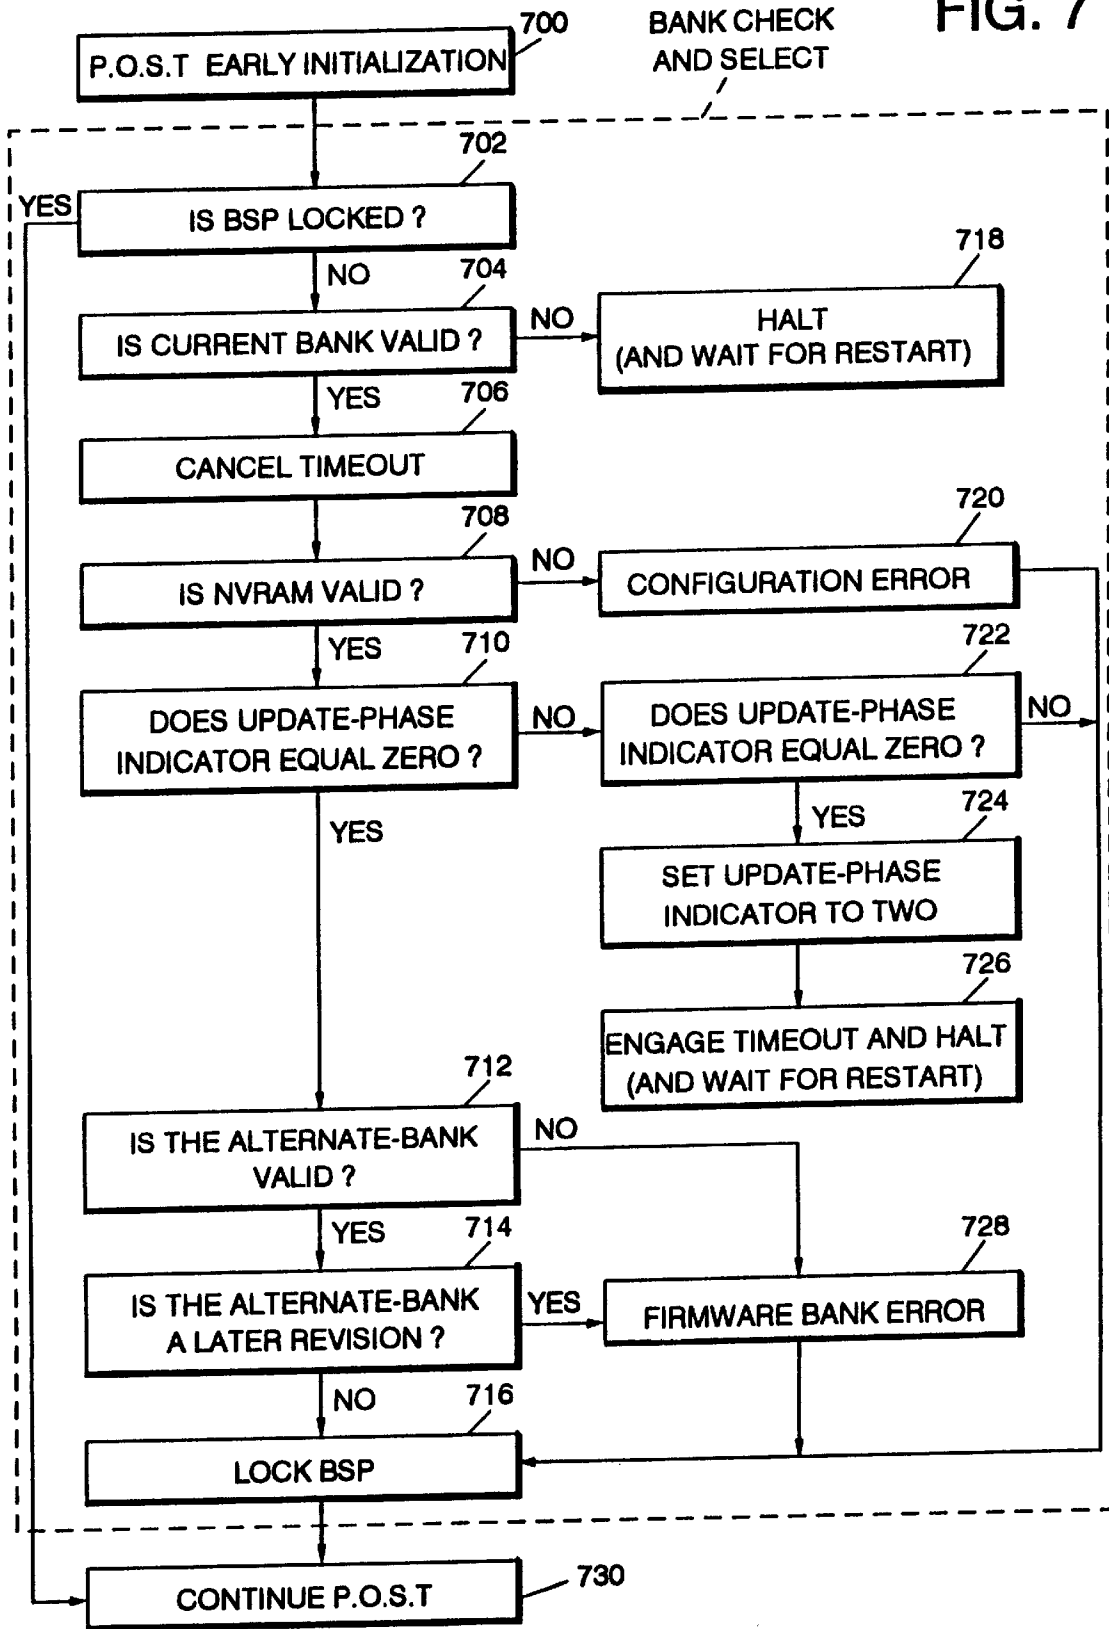 FIG. 7
BANK CHECK
AND SELECT
700
P.O.S.T EARLY INITIALIZATION
702
YES
IS BSP LOCKED ?
NO
704
718
IS CURRENT BANK VALID ?
NO
HALT
(AND WAIT FOR RESTART)
YES
706
CANCEL TIMEOUT
708
720
IS NVRAM VALID ?
NO
CONFIGURATION ERROR
YES
710
722
DOES UPDATE-PHASE
INDICATOR EQUAL ZERO ?
NO
DOES UPDATE-PHASE
INDICATOR EQUAL ZERO ?
NO
YES
YES
724
SET UPDATE-PHASE
INDICATOR TO TWO
726
ENGAGE TIMEOUT AND HALT
(AND WAIT FOR RESTART)
712
IS THE ALTERNATE-BANK
VALID ?
NO
YES
714
728
IS THE ALTERNATE-BANK
A LATER REVISION ?
YES
FIRMWARE BANK ERROR
NO
716
LOCK BSP
CONTINUE P.O.S.T
730